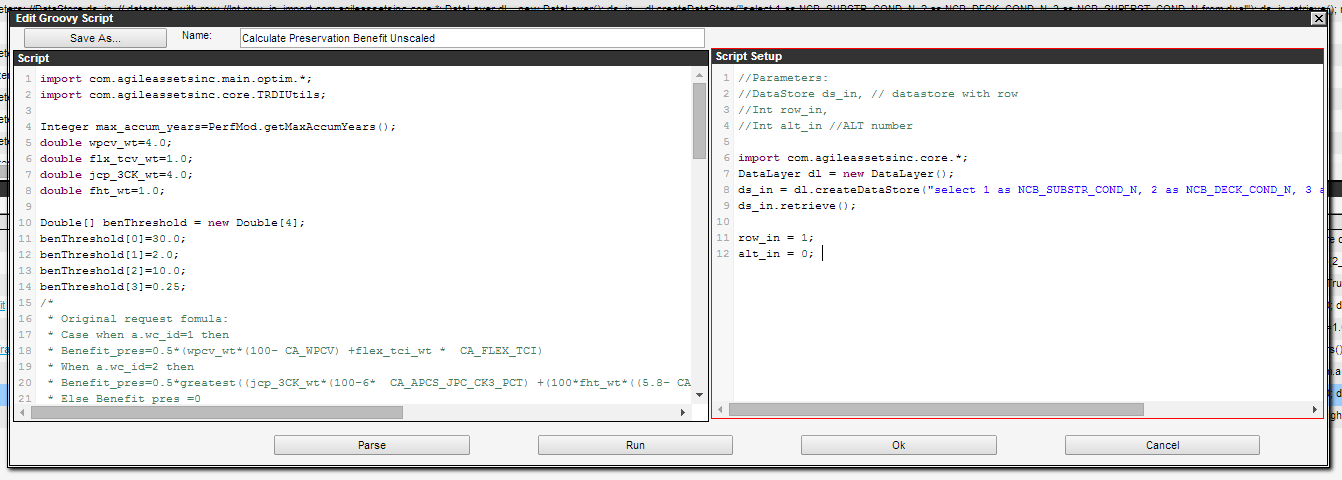 Edit Groovy Script
Save As...
Name:
Calculate Preservation Benefit Unscaled
Script
1 import com.agileassetsinc.main.optim.*;
2 import com.agileassetsinc.core.TRDIUtils;
3
4 Integer max_accum_years=PerfMod.getMaxAccumYears();
5 double wpcv_wt=4.0;
6 double flx_tcv_wt=1.0;
7 double jcp_3CK_wt=4.0;
8 double fht_wt=1.0;
9
10 Double[] benThreshold = new Double[4];
11 benThreshold[0]=30.0;
12 benThreshold[1]=2.0;
13 benThreshold[2]=10.0;
14 benThreshold[3]=0.25;
15 /*
16 * Original request fomula:
17 * Case when a.wc_id=1 then
18 * Benefit_pres=0.5*(wpcv_wt*(100- CA_WPCV) +flex_tci_wt * CA_FLEX_TCI)
19 * When a.wc_id=2 then
20 * Benefit_pres=0.5*greatest((jcp_3CK_wt*(100-6* CA_APCS_JPC_CK3_PCT) +(100*fht_wt*((5.8- CA
21 * Else Benefit_pres =0
Script Setup
1 //Parameters:
2 //DataStore ds_in, // datastore with row
3 //Int row_in,
4 //Int alt_in //ALT number
5
6 import com.agileassetsinc.core.*;
7 DataLayer dl = new DataLayer();
8 ds_in = dl.createDataStore("select 1 as NCB_SUBSTR_COND_N, 2 as NCB_DECK_COND_N, 3 a
9 ds_in.retrieve();
10
11 row_in = 1;
12 alt_in = 0;
Parse
Run
Ok
Cancel